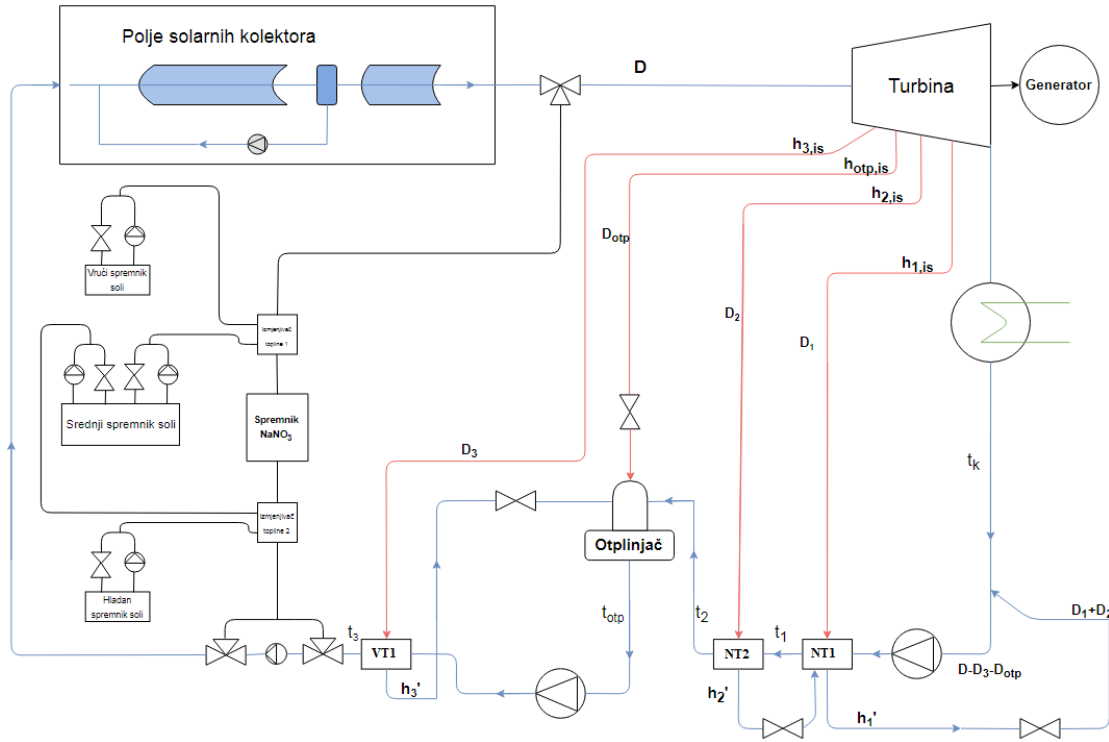 Polje solarnih kolektora
D
Turbina
Generator
h3,is
hotp,is
h2,is
h1,is
Dotp
D2
D1
Vrući spremnik
soli
Izmjenjivač
topline 1
Srednji spremnik soli
Spremnik
NaNO3
D3
tK
Izmjenjivač
topline 2
Otplinjač
Hladan
spremnik soli
t3
VT1
h3'
totp
t2
t1
NT2
NT1
h2'
h1'
D-D3-Dotp
D1+D2